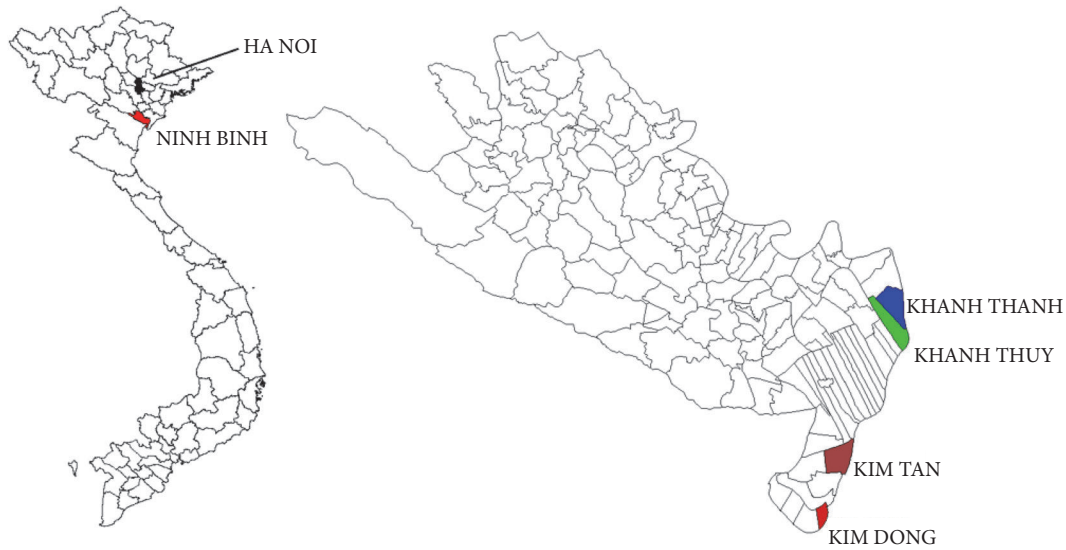 HA NOI
NINH BINH
KHANH THANH
KHANH THUY
KIM TAN
KIM DONG